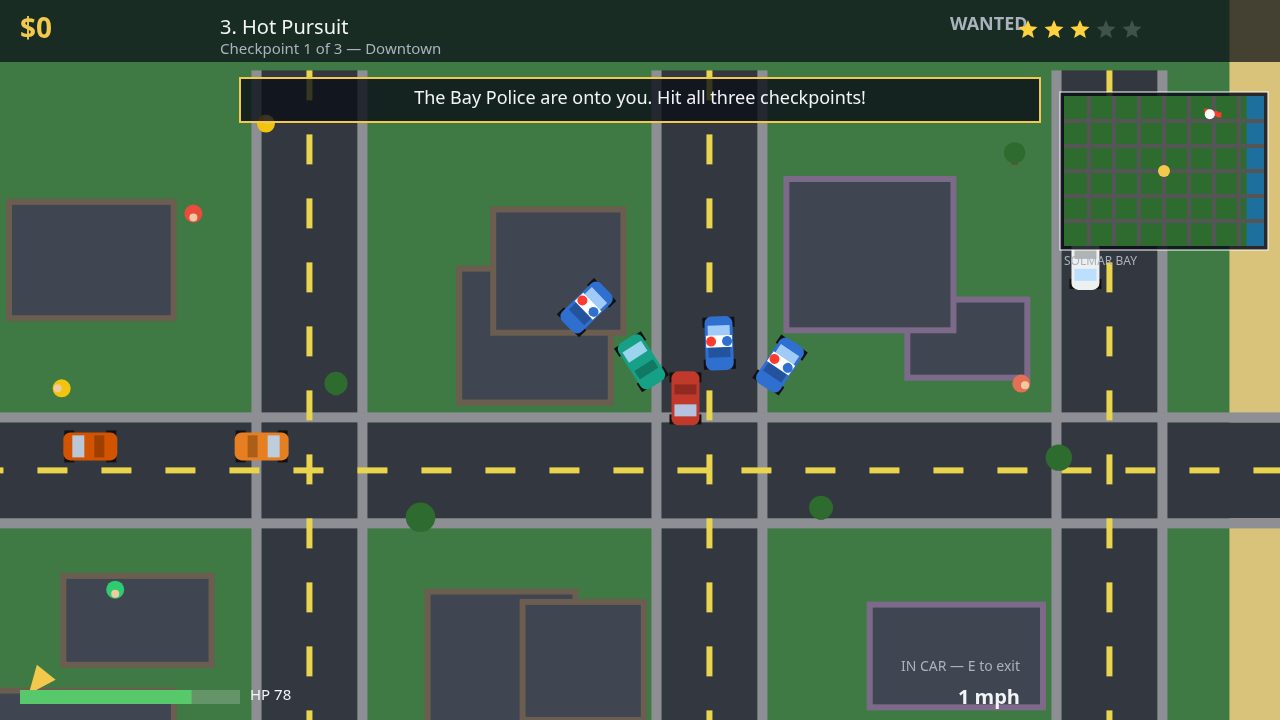 $0
3. Hot Pursuit
Checkpoint 1 of 3 — Downtown
WANTED
The Bay Police are onto you. Hit all three checkpoints!
SOLMAR BAY
IN CAR — E to exit
HP 78
1 mph